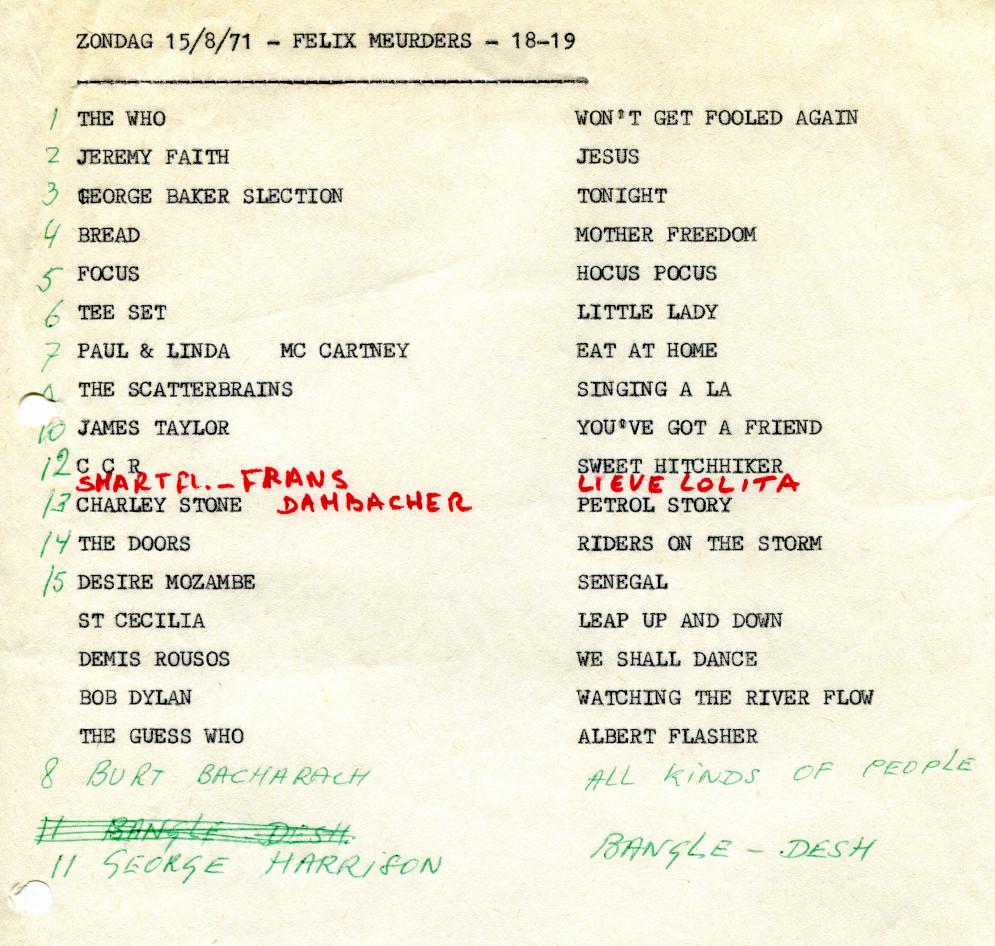 ZONDAG 15/8/71 - FELIX MEURDERS - 18-19
1 THE WHO WON'T GET FOOLED AGAIN
2 JEREMY FAITH JESUS
3 GEORGE BAKER SLECTION TONIGHT
4 BREAD MOTHER FREEDOM
5 FOCUS HOCUS POCUS
6 TEE SET LITTLE LADY
7 PAUL & LINDA MC CARTNEY EAT AT HOME
THE SCATTERBRAINS SINGING A LA
10 JAMES TAYLOR YOU'VE GOT A FRIEND
12 C C R SWEET HITCHHIKER
SMARTFL. - FRANS LIEVE LOLITA
13 CHARLEY STONE DAMBACHER PETROL STORY
14 THE DOORS RIDERS ON THE STORM
15 DESIRE MOZAMBE SENEGAL
ST CECILIA LEAP UP AND DOWN
DEMIS ROUSOS WE SHALL DANCE
BOB DYLAN WATCHING THE RIVER FLOW
THE GUESS WHO ALBERT FLASHER
8 BURT BACHARACH ALL KINDS OF PEOPLE
11 BANGLE DESH.
11 GEORGE HARRISON BANGLE - DESH